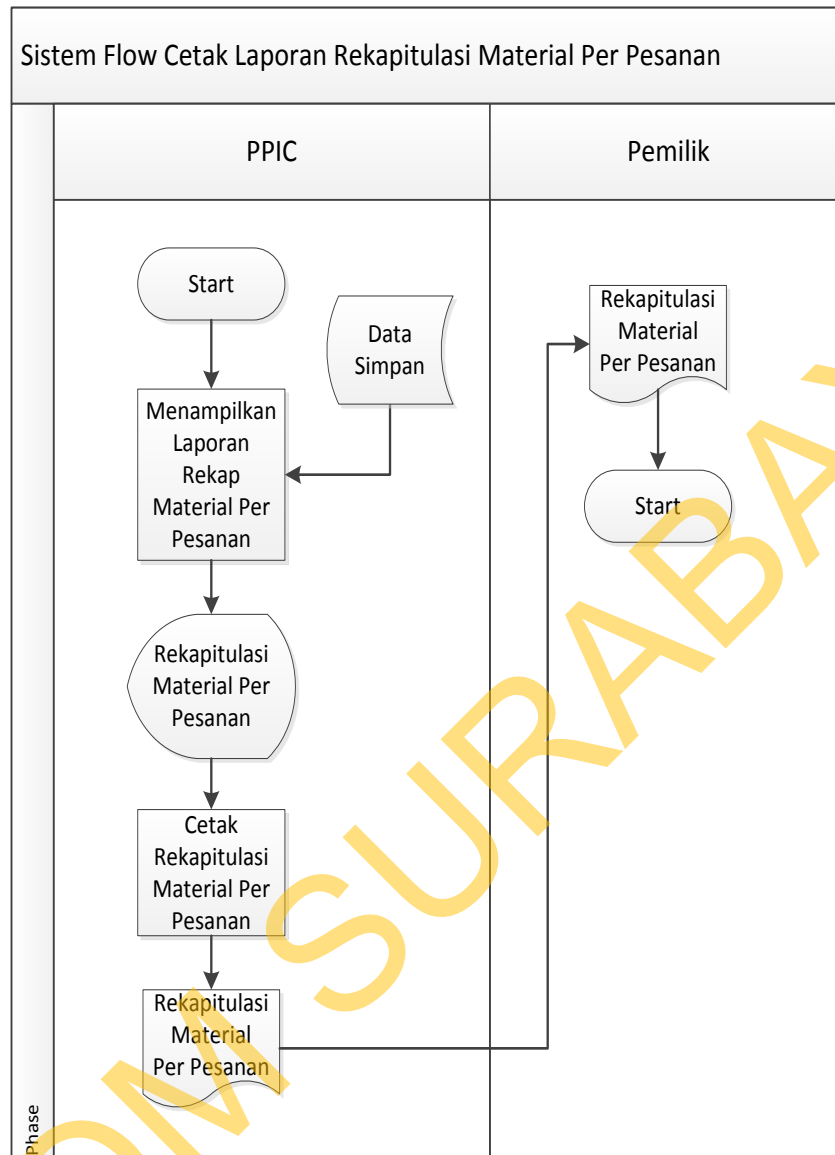 Sistem Flow Cetak Laporan Rekapitulasi Material Per Pesanan
PPIC
Pemilik
Start
Data
Simpan
Menampilkan
Laporan
Rekap
Material Per
Pesanan
Rekapitulasi
Material Per
Pesanan
Cetak
Rekapitulasi
Material Per
Pesanan
Rekapitulasi
Material
Per Pesanan
Rekapitulasi
Material
Per Pesanan
Start
Phase
OM SURABA